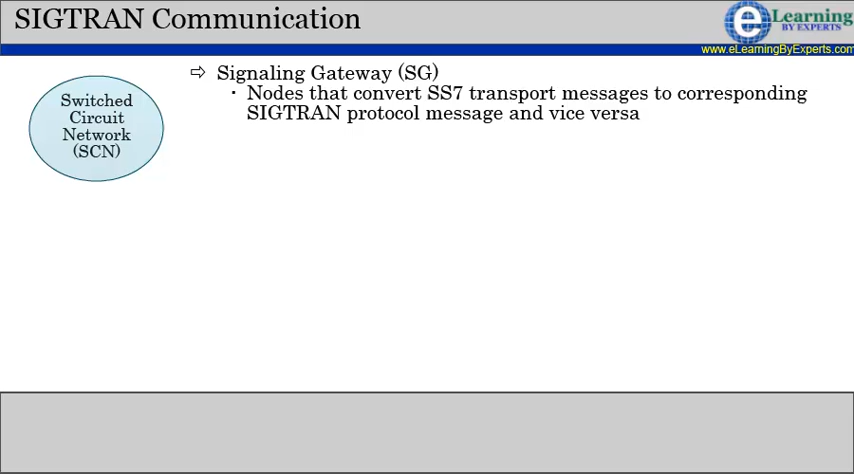 SIGTRAN Communication
eLearning
BY EXPERTS
www.eLearningByExperts.com
Switched
Circuit
Network
(SCN)
⇨ Signaling Gateway (SG)
· Nodes that convert SS7 transport messages to corresponding
SIGTRAN protocol message and vice versa